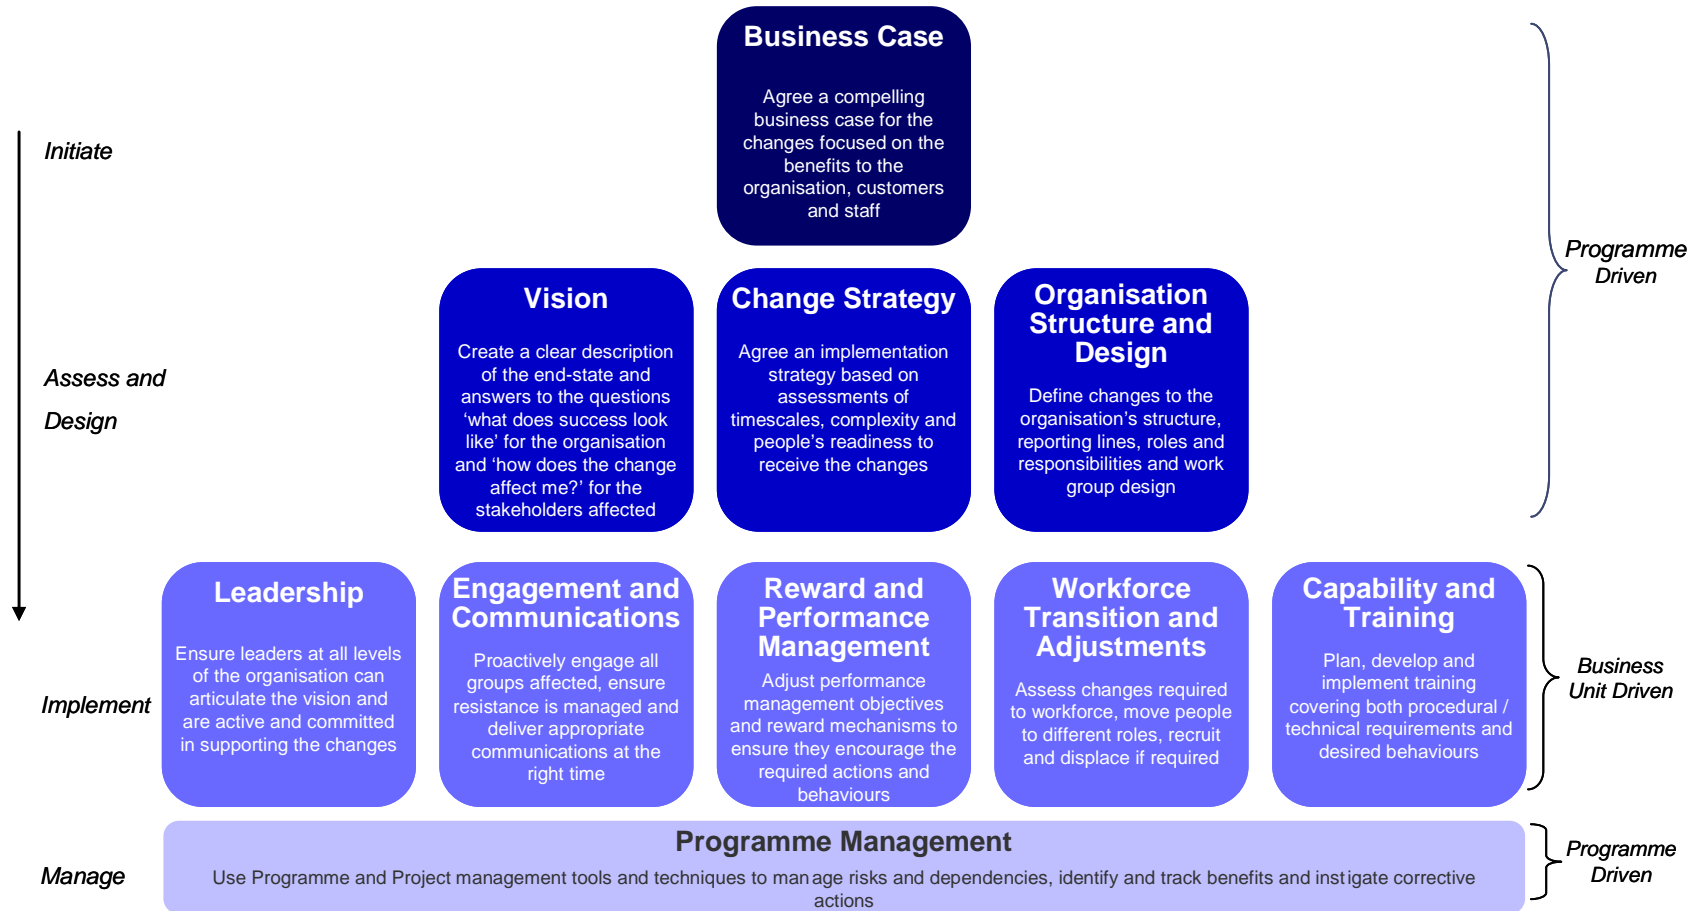 Business Case
Agree a compelling
business case for the
changes focused on the
benefits to the
organisation, customers
and staff
Initiate
Programme
Driven
Vision
Create a clear description
of the end-state and
answers to the questions
‘what does success look
like’ for the organisation
and ‘how does the change
affect me?’ for the
stakeholders affected
Change Strategy
Agree an implementation
strategy based on
assessments of
timescales, complexity and
people’s readiness to
receive the changes
Organisation
Structure and
Design
Define changes to the
organisation’s structure,
reporting lines, roles and
responsibilities and work
group design
Assess and
Design
Leadership
Ensure leaders at all levels
of the organisation can
articulate the vision and
are active and committed
in supporting the changes
Engagement and
Communications
Proactively engage all
groups affected, ensure
resistance is managed and
deliver appropriate
communications at the
right time
Reward and
Performance
Management
Adjust performance
management objectives
and reward mechanisms to
ensure they encourage the
required actions and
behaviours
Workforce
Transition and
Adjustments
Assess changes required
to workforce, move people
to different roles, recruit
and displace if required
Capability and
Training
Plan, develop and
implement training
covering both procedural /
technical requirements and
desired behaviours
Implement
Business
Unit Driven
Programme Management
Use Programme and Project management tools and techniques to manage risks and dependencies, identify and track benefits and instigate corrective
actions
Manage
Programme
Driven